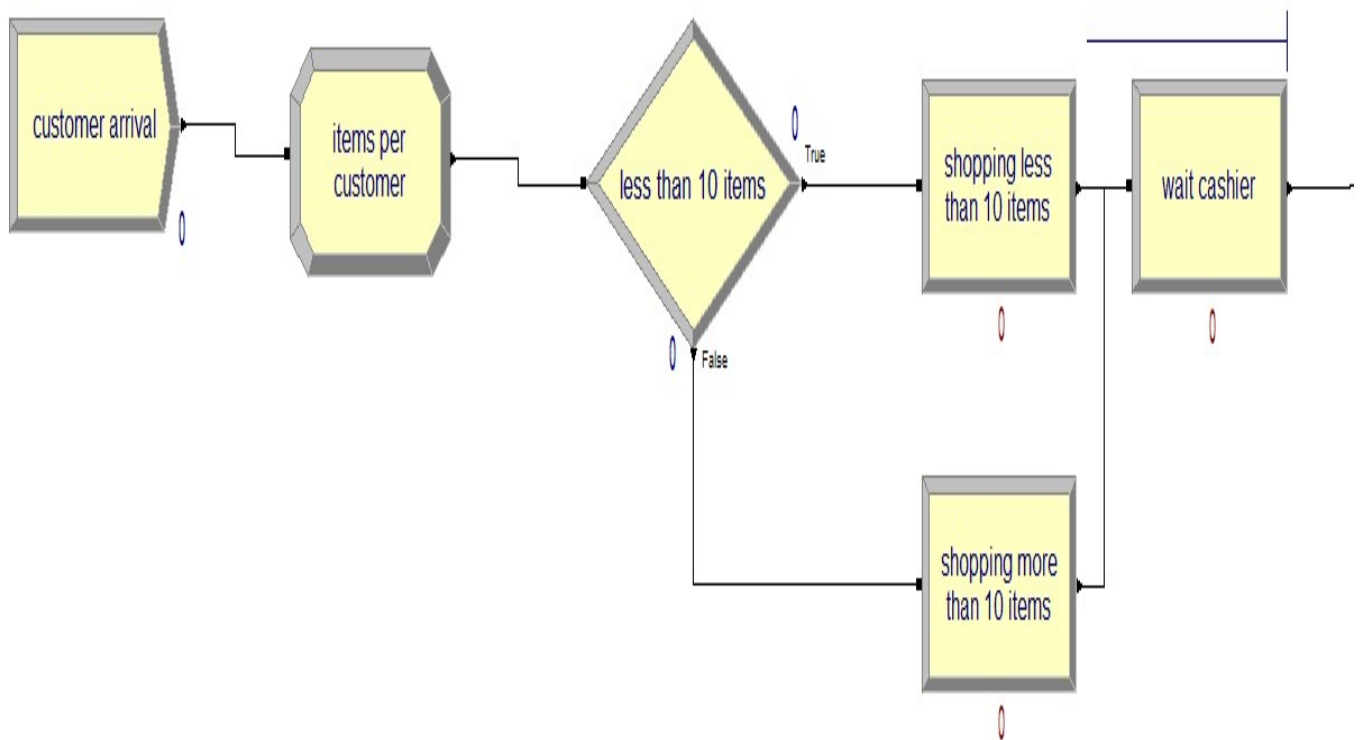 customer arrival
0
items per
customer
less than 10 items
0
True
0
False
shopping less
than 10 items
0
wait cashier
0
shopping more
than 10 items
0